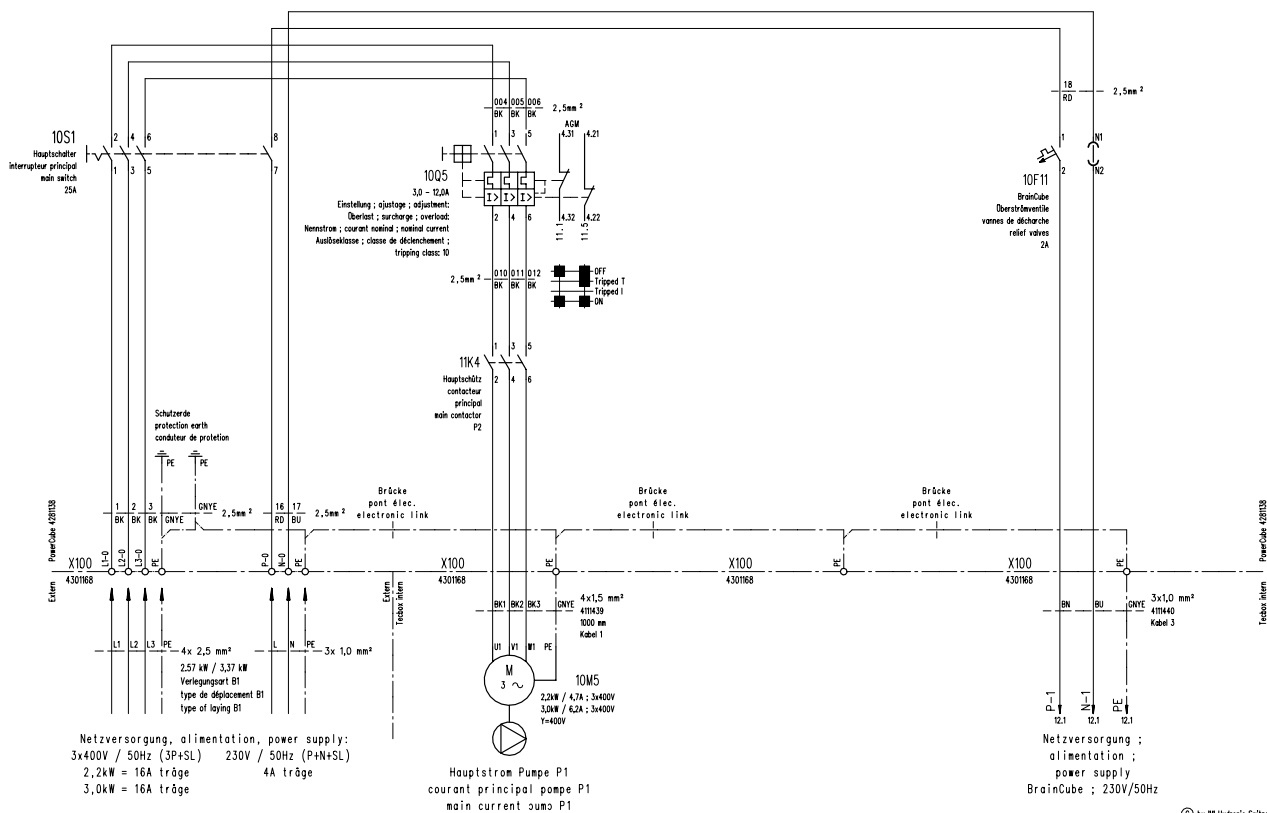 2 4 6
8
10S1
Hauptschalter
interrupteur principal
main switch
25A
1 3 5
7
004 005 006
BK BK BK
2,5mm²
AGM
1 3 5
4.31 4.21
10Q5
3,0 - 12,0A
Einstellung ; ajustage ; adjustment:
Überlast ; surcharge ; overload:
Nennstrom ; courant nominal ; nominal current
Auslöseklasse ; classe de déclenchement ;
tripping class: 10
I> I> I>
2 4 6
4.32 4.22
11.1 11.5
18
RD
2,5mm²
1 N1
2 N2
10F11
BrainCube
Überströmventile
vannes de décharche
relief valves
2A
2,5mm²
010 011 012
BK BK BK
OFF
Tripped T
Tripped I
ON
1 3 5
11K4
2 4 6
Hauptschütz
contacteur
principal
main contactor
P2
Schutzerde
protection earth
conduteur de protetion
PE PE
1 2 3
BK BK BK GNYE
GNYE
2,5mm²
16 17
RD BU
2,5mm²
Brücke
pont élec.
electronic link
Brücke
pont élec.
electronic link
Brücke
pont élec.
electronic link
PowerCube 4281138
L1-0 L2-0 L3-0 PE
P-0 N-0 PE
PE
PE
PE
PowerCube 4281138
X100
4301168
X100
4301168
X100
4301168
X100
4301168
Extern
Extern
Tecbox intern
Tecbox intern
BK1 BK2 BK3 GNYE
4x1,5 mm²
4111439
1000 mm
Kabel 1
BN BU GNYE
3x1,0 mm²
4111440
Kabel 3
L1 L2 L3 PE
4x 2,5 mm²
2,57 kW / 3,37 kW
Verlegungsart B1
type de déplacement B1
type of laying B1
L N PE
3x 1,0 mm²
U1 V1 W1 PE
M
3 ~
10M5
2,2kW / 4,7A ; 3x400V
3,0kW / 6,2A ; 3x400V
Y=400V
P-1 N-1 PE
12.1 12.1 12.1
Netzversorgung, alimentation, power supply:
3x400V / 50Hz (3P+SL) 230V / 50Hz (P+N+SL)
2,2kW = 16A träge 4A träge
3,0kW = 16A träge
Hauptstrom Pumpe P1
courant principal pompe P1
main current pump P1
Netzversorgung ;
alimentation ;
power supply
BrainCube ; 230V/50Hz